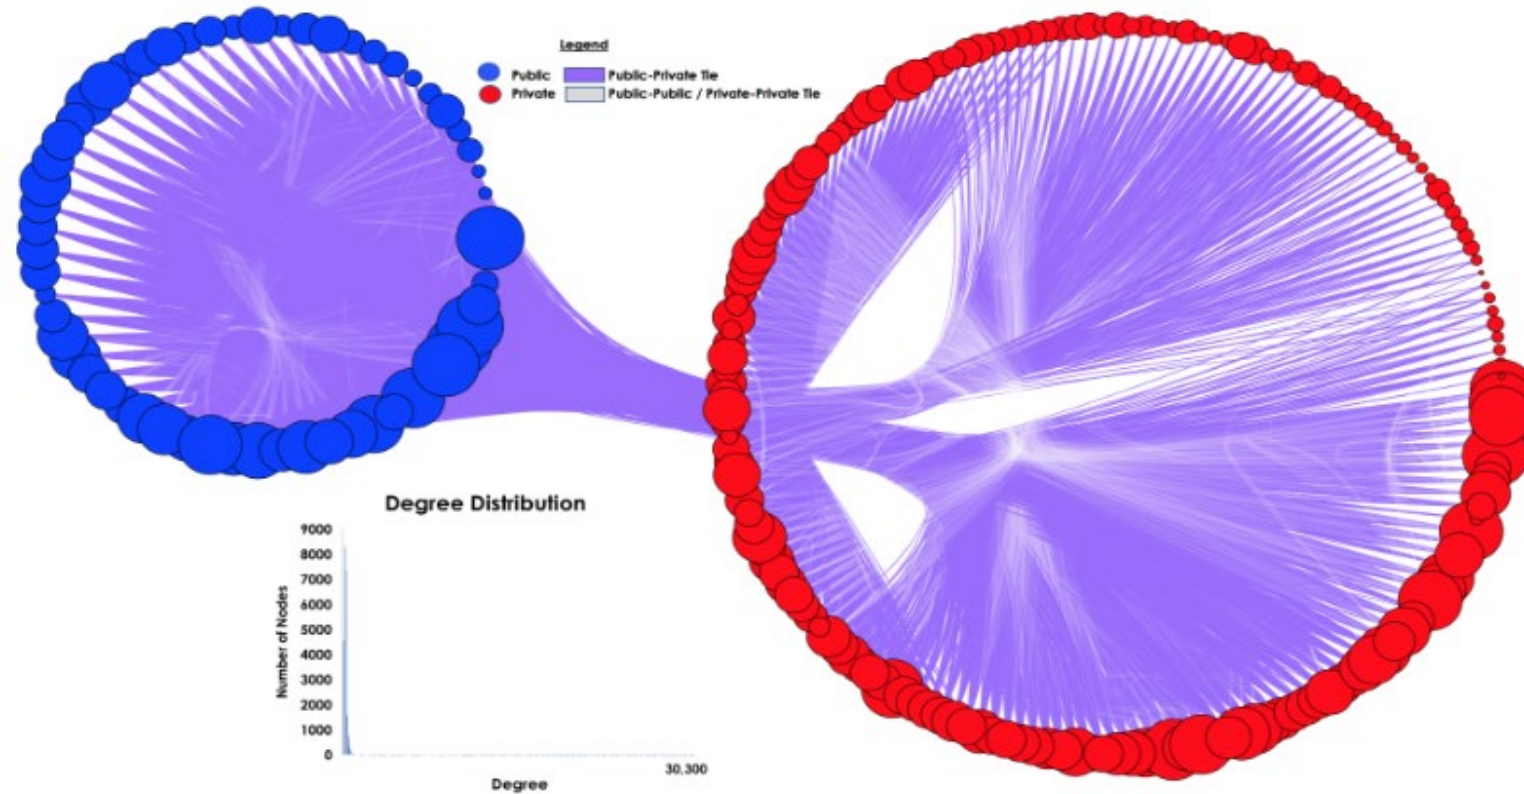 Legend
Public Public-Private Tie
Private Public-Public / Private-Private Tie
Degree Distribution
Number of Nodes
9000
8000
7000
6000
5000
4000
3000
2000
1000
0
30,300
Degree